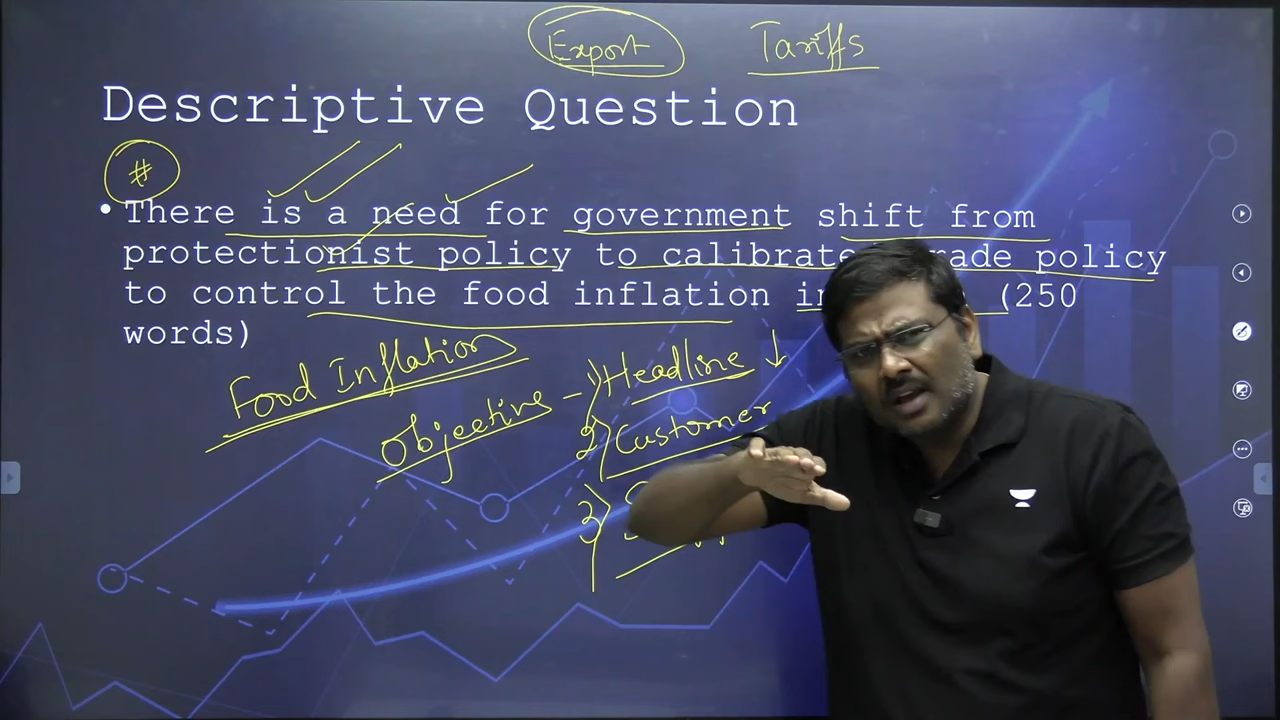 Export Tariffs
Descriptive Question
#
• There is a need for government shift from
protectionist policy to calibrate rade policy
to control the food inflation in (250
words)
Food Inflation
Objective - 1) Headline ↓
2) Customer
3) S